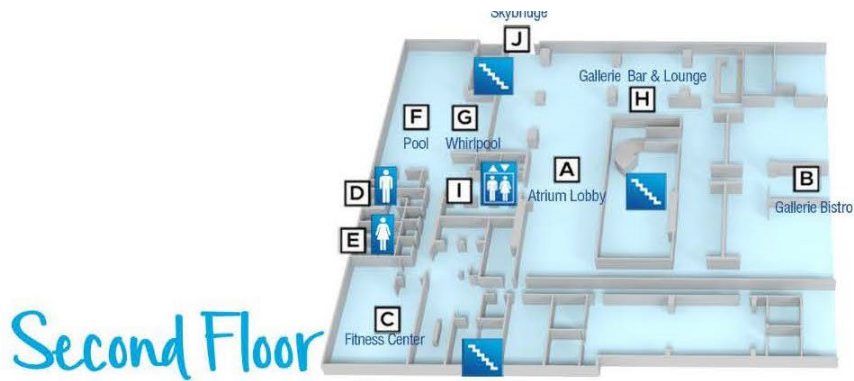 Skybridge
J
Gallerie Bar & Lounge
H
F
Pool
G
Whirlpool
A
Atrium Lobby
B
Gallerie Bistro
D
I
E
C
Fitness Center
Second Floor